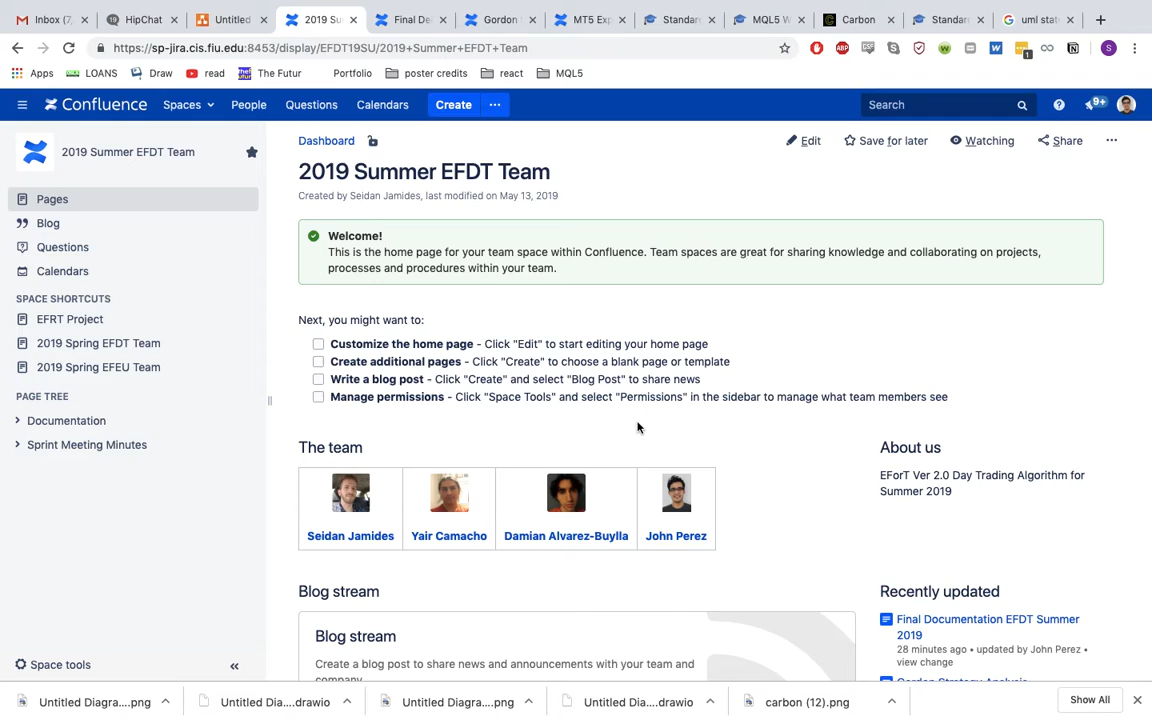 Inbox (7,
19 HipChat
Untitled
2019 Su
Final De
Gordon
MT5 Exp
Standar
MQL5 W
Carbon
Standar
uml stat
https://sp-jira.cis.fiu.edu:8453/display/EFDT19SU/2019+Summer+EFDT+Team
ABP
1
S
Apps
LOANS
Draw
read
The Futur
Portfolio
poster credits
react
MQL5
Confluence
Spaces
People
Questions
Calendars
Create
Search
9+
2019 Summer EFDT Team
Pages
Blog
Questions
Calendars
SPACE SHORTCUTS
EFRT Project
2019 Spring EFDT Team
2019 Spring EFEU Team
PAGE TREE
Documentation
Sprint Meeting Minutes
Space tools
Dashboard
Edit
Save for later
Watching
Share
2019 Summer EFDT Team
Created by Seidan Jamides, last modified on May 13, 2019
Welcome!
This is the home page for your team space within Confluence. Team spaces are great for sharing knowledge and collaborating on projects,
processes and procedures within your team.
Next, you might want to:
Customize the home page - Click "Edit" to start editing your home page
Create additional pages - Click "Create" to choose a blank page or template
Write a blog post - Click "Create" and select "Blog Post" to share news
Manage permissions - Click "Space Tools" and select "Permissions" in the sidebar to manage what team members see
The team
Seidan Jamides
Yair Camacho
Damian Alvarez-Buylla
John Perez
About us
EForT Ver 2.0 Day Trading Algorithm for
Summer 2019
Blog stream
Blog stream
Create a blog post to share news and announcements with your team and
company.
Recently updated
Final Documentation EFDT Summer
2019
28 minutes ago • updated by John Perez •
view change
Gordon Strategy Analysis
Untitled Diagra....png
Untitled Dia....drawio
Untitled Diagra....png
Untitled Dia....drawio
carbon (12).png
Show All